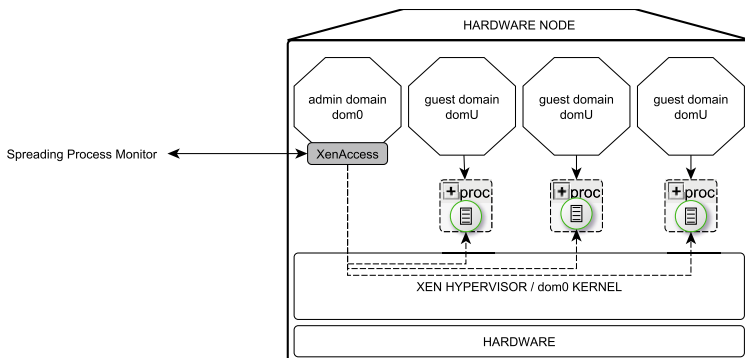 HARDWARE NODE
admin domain
dom0
guest domain
domU
guest domain
domU
guest domain
domU
Spreading Process Monitor
XenAccess
proc
proc
proc
XEN HYPERVISOR / dom0 KERNEL
HARDWARE